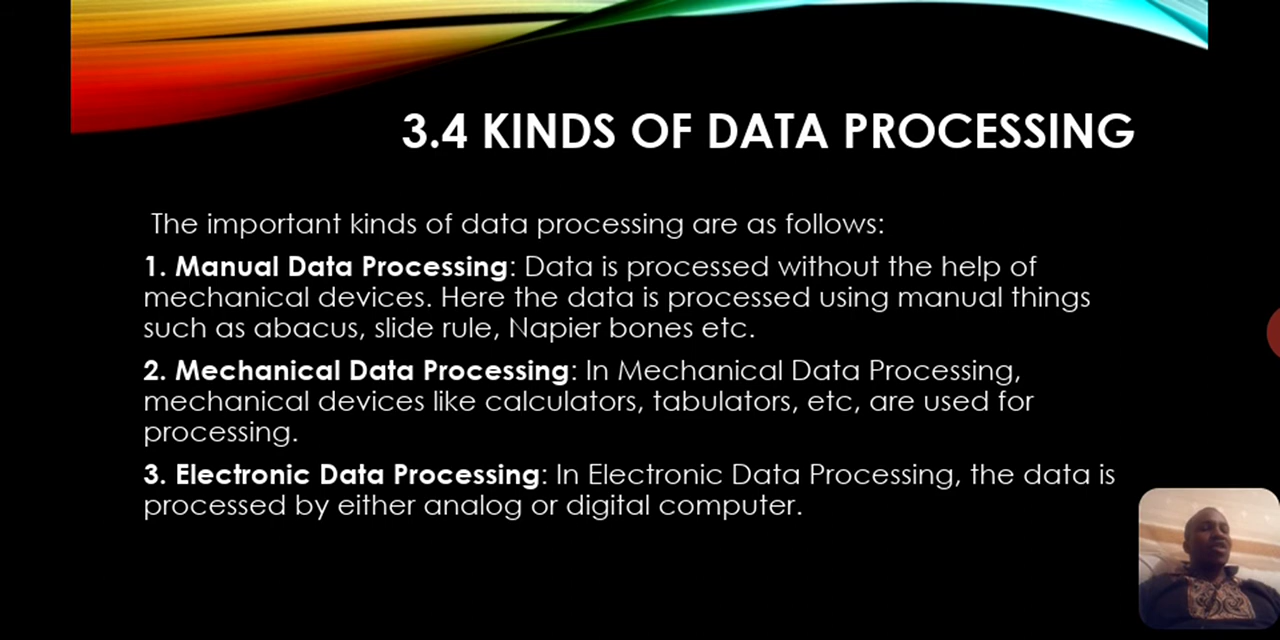 3.4 KINDS OF DATA PROCESSING
The important kinds of data processing are as follows:
1. Manual Data Processing: Data is processed without the help of
mechanical devices. Here the data is processed using manual things
such as abacus, slide rule, Napier bones etc.
2. Mechanical Data Processing: In Mechanical Data Processing,
mechanical devices like calculators, tabulators, etc, are used for
processing.
3. Electronic Data Processing: In Electronic Data Processing, the data is
processed by either analog or digital computer.